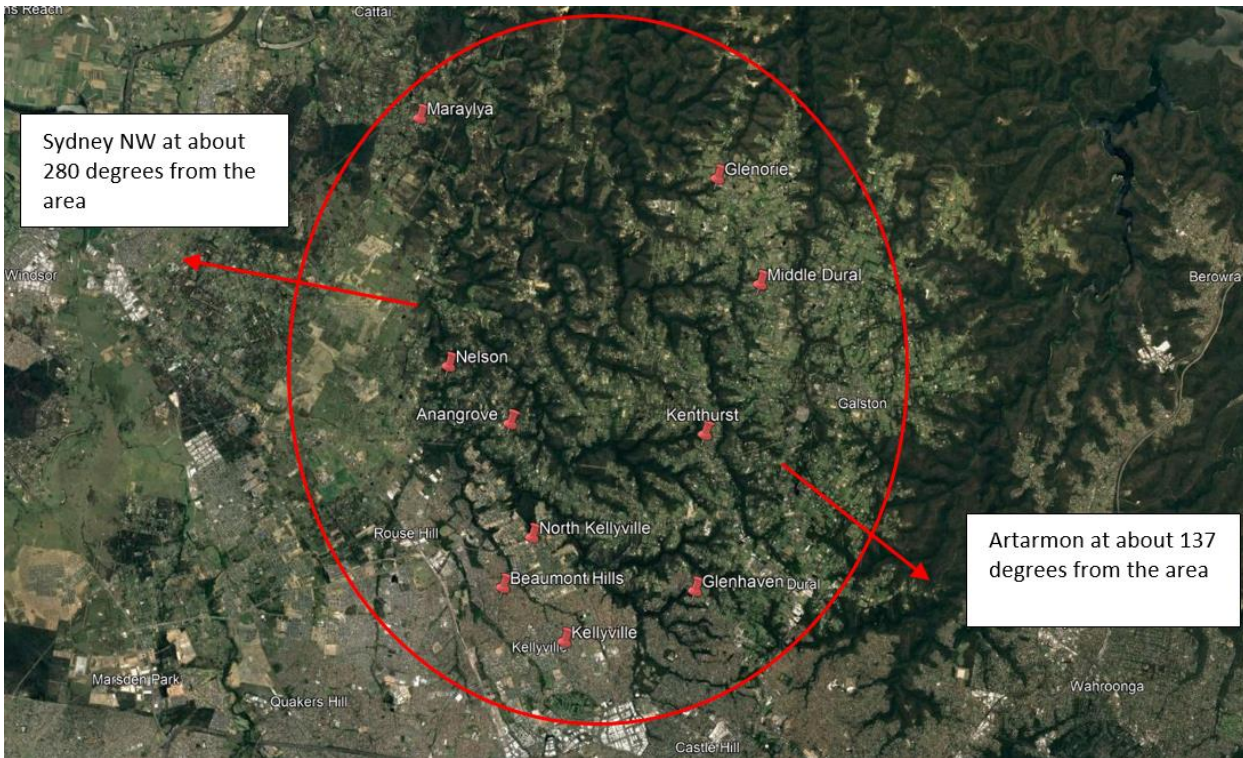 ns Reach
Cattai
Maraylya
Sydney NW at about
280 degrees from the
area
Glenorie
Windsor
Middle Dural
Berowra
Nelson
Anangrove
Kenthurst
Galston
Rouse Hill
North Kellyville
Artarmon at about 137
degrees from the area
Beaumont Hills
Glenhaven
Dural
Kellyville
Kellyville
Marsden Park
Quakers Hill
Wahroonga
Castle Hill